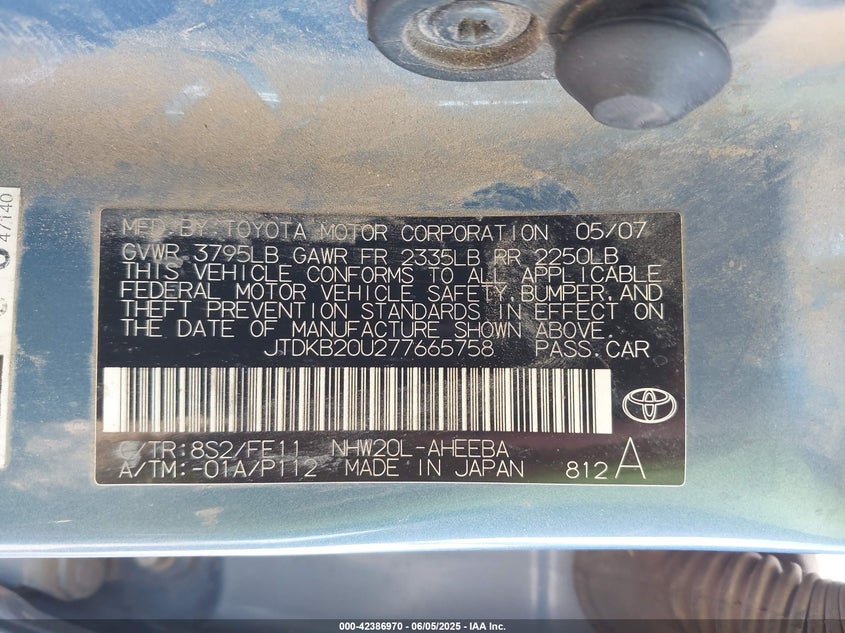 47140
MFD.BY:TOYOTA MOTOR CORPORATION 05/07
GVWR 3795LB GAWR FR 2335LB RR 2250LB
THIS VEHICLE CONFORMS TO ALL APPLICABLE
FEDERAL MOTOR VEHICLE SAFETY, BUMPER, AND
THEFT PREVENTION STANDARDS IN EFFECT ON
THE DATE OF MANUFACTURE SHOWN ABOVE.
JTDKB20U277665758 PASS.CAR
C/TR:8S2/FE11 NHW20L-AHEEBA
A/TM:-01A/P112 MADE IN JAPAN 812A
000-42386970 - 06/05/2025 - IAA Inc.